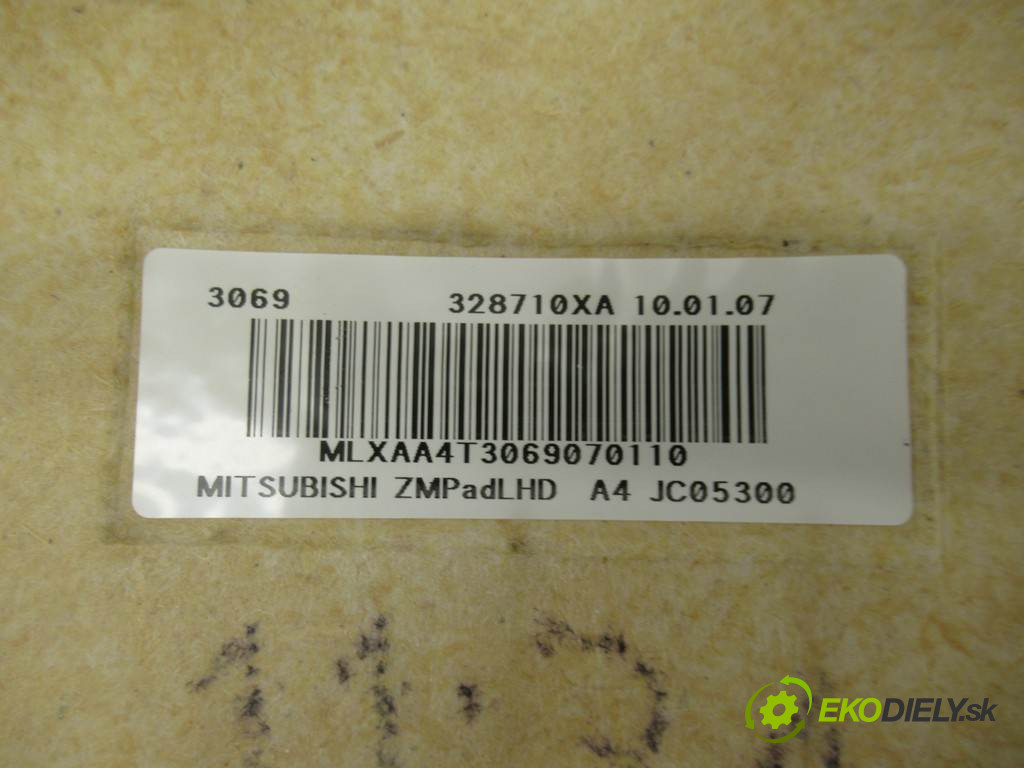 3069 328710XA 10.01.07
MLXAA4T3069070110
MITSUBISHI ZMPadLHD A4 JC05300
EKODIELY.sk